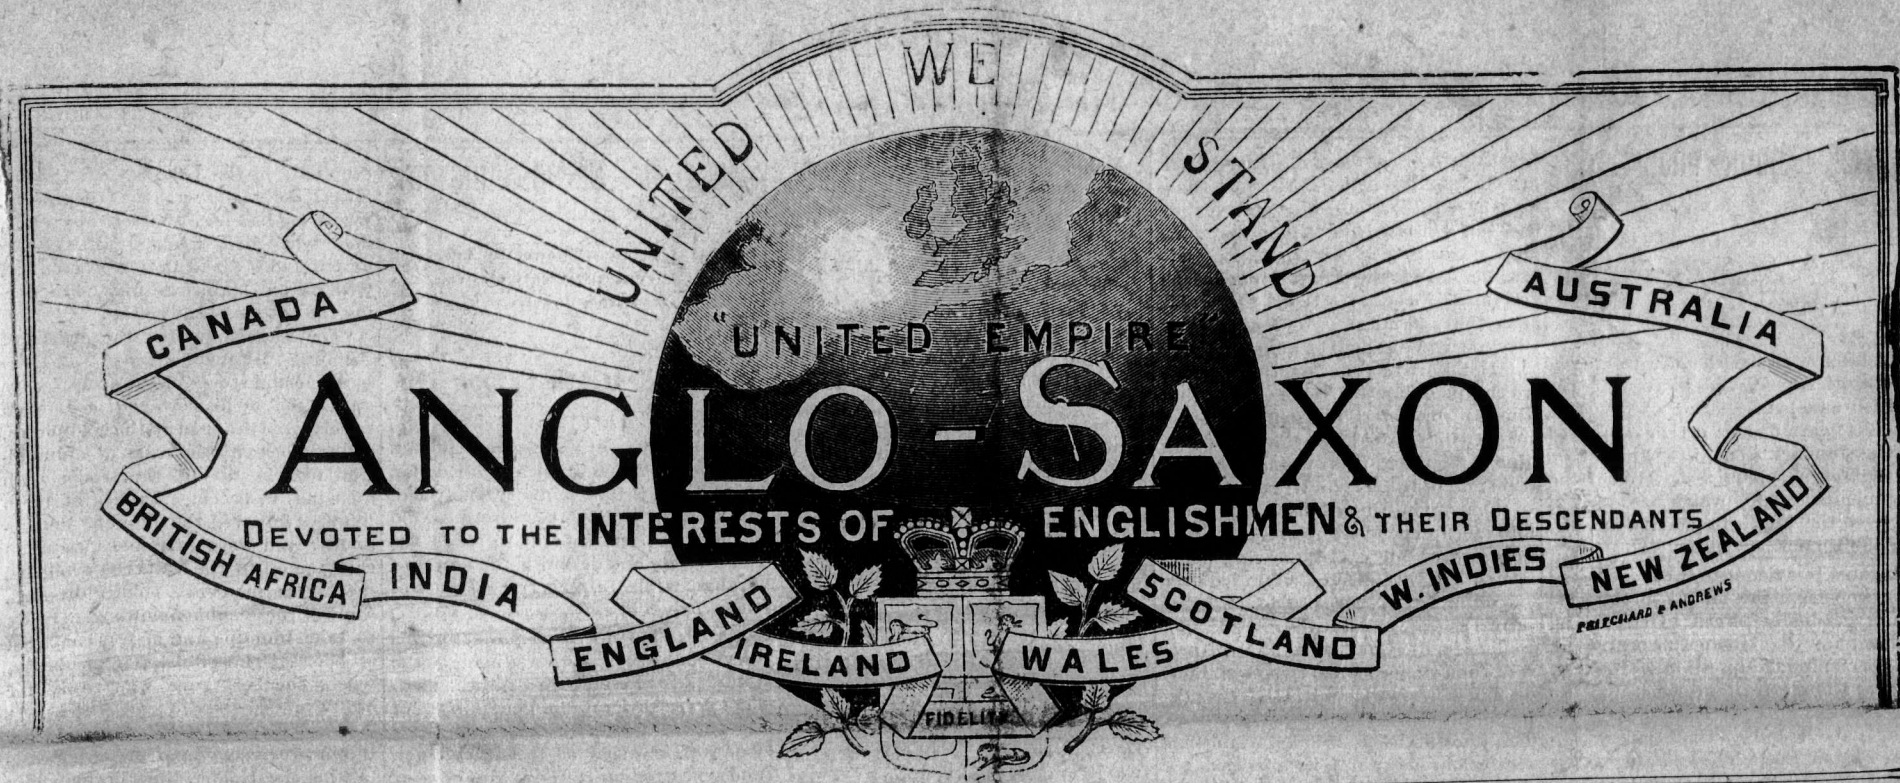 UNITED WE STAND
"UNITED EMPIRE"
ANGLO-SAXON
DEVOTED TO THE INTERESTS OF ENGLISHMEN & THEIR DESCENDANTS
CANADA
BRITISH AFRICA
INDIA
ENGLAND
IRELAND
WALES
SCOTLAND
W. INDIES
NEW ZEALAND
AUSTRALIA
FIDELITY
PRITCHARD & ANDREWS